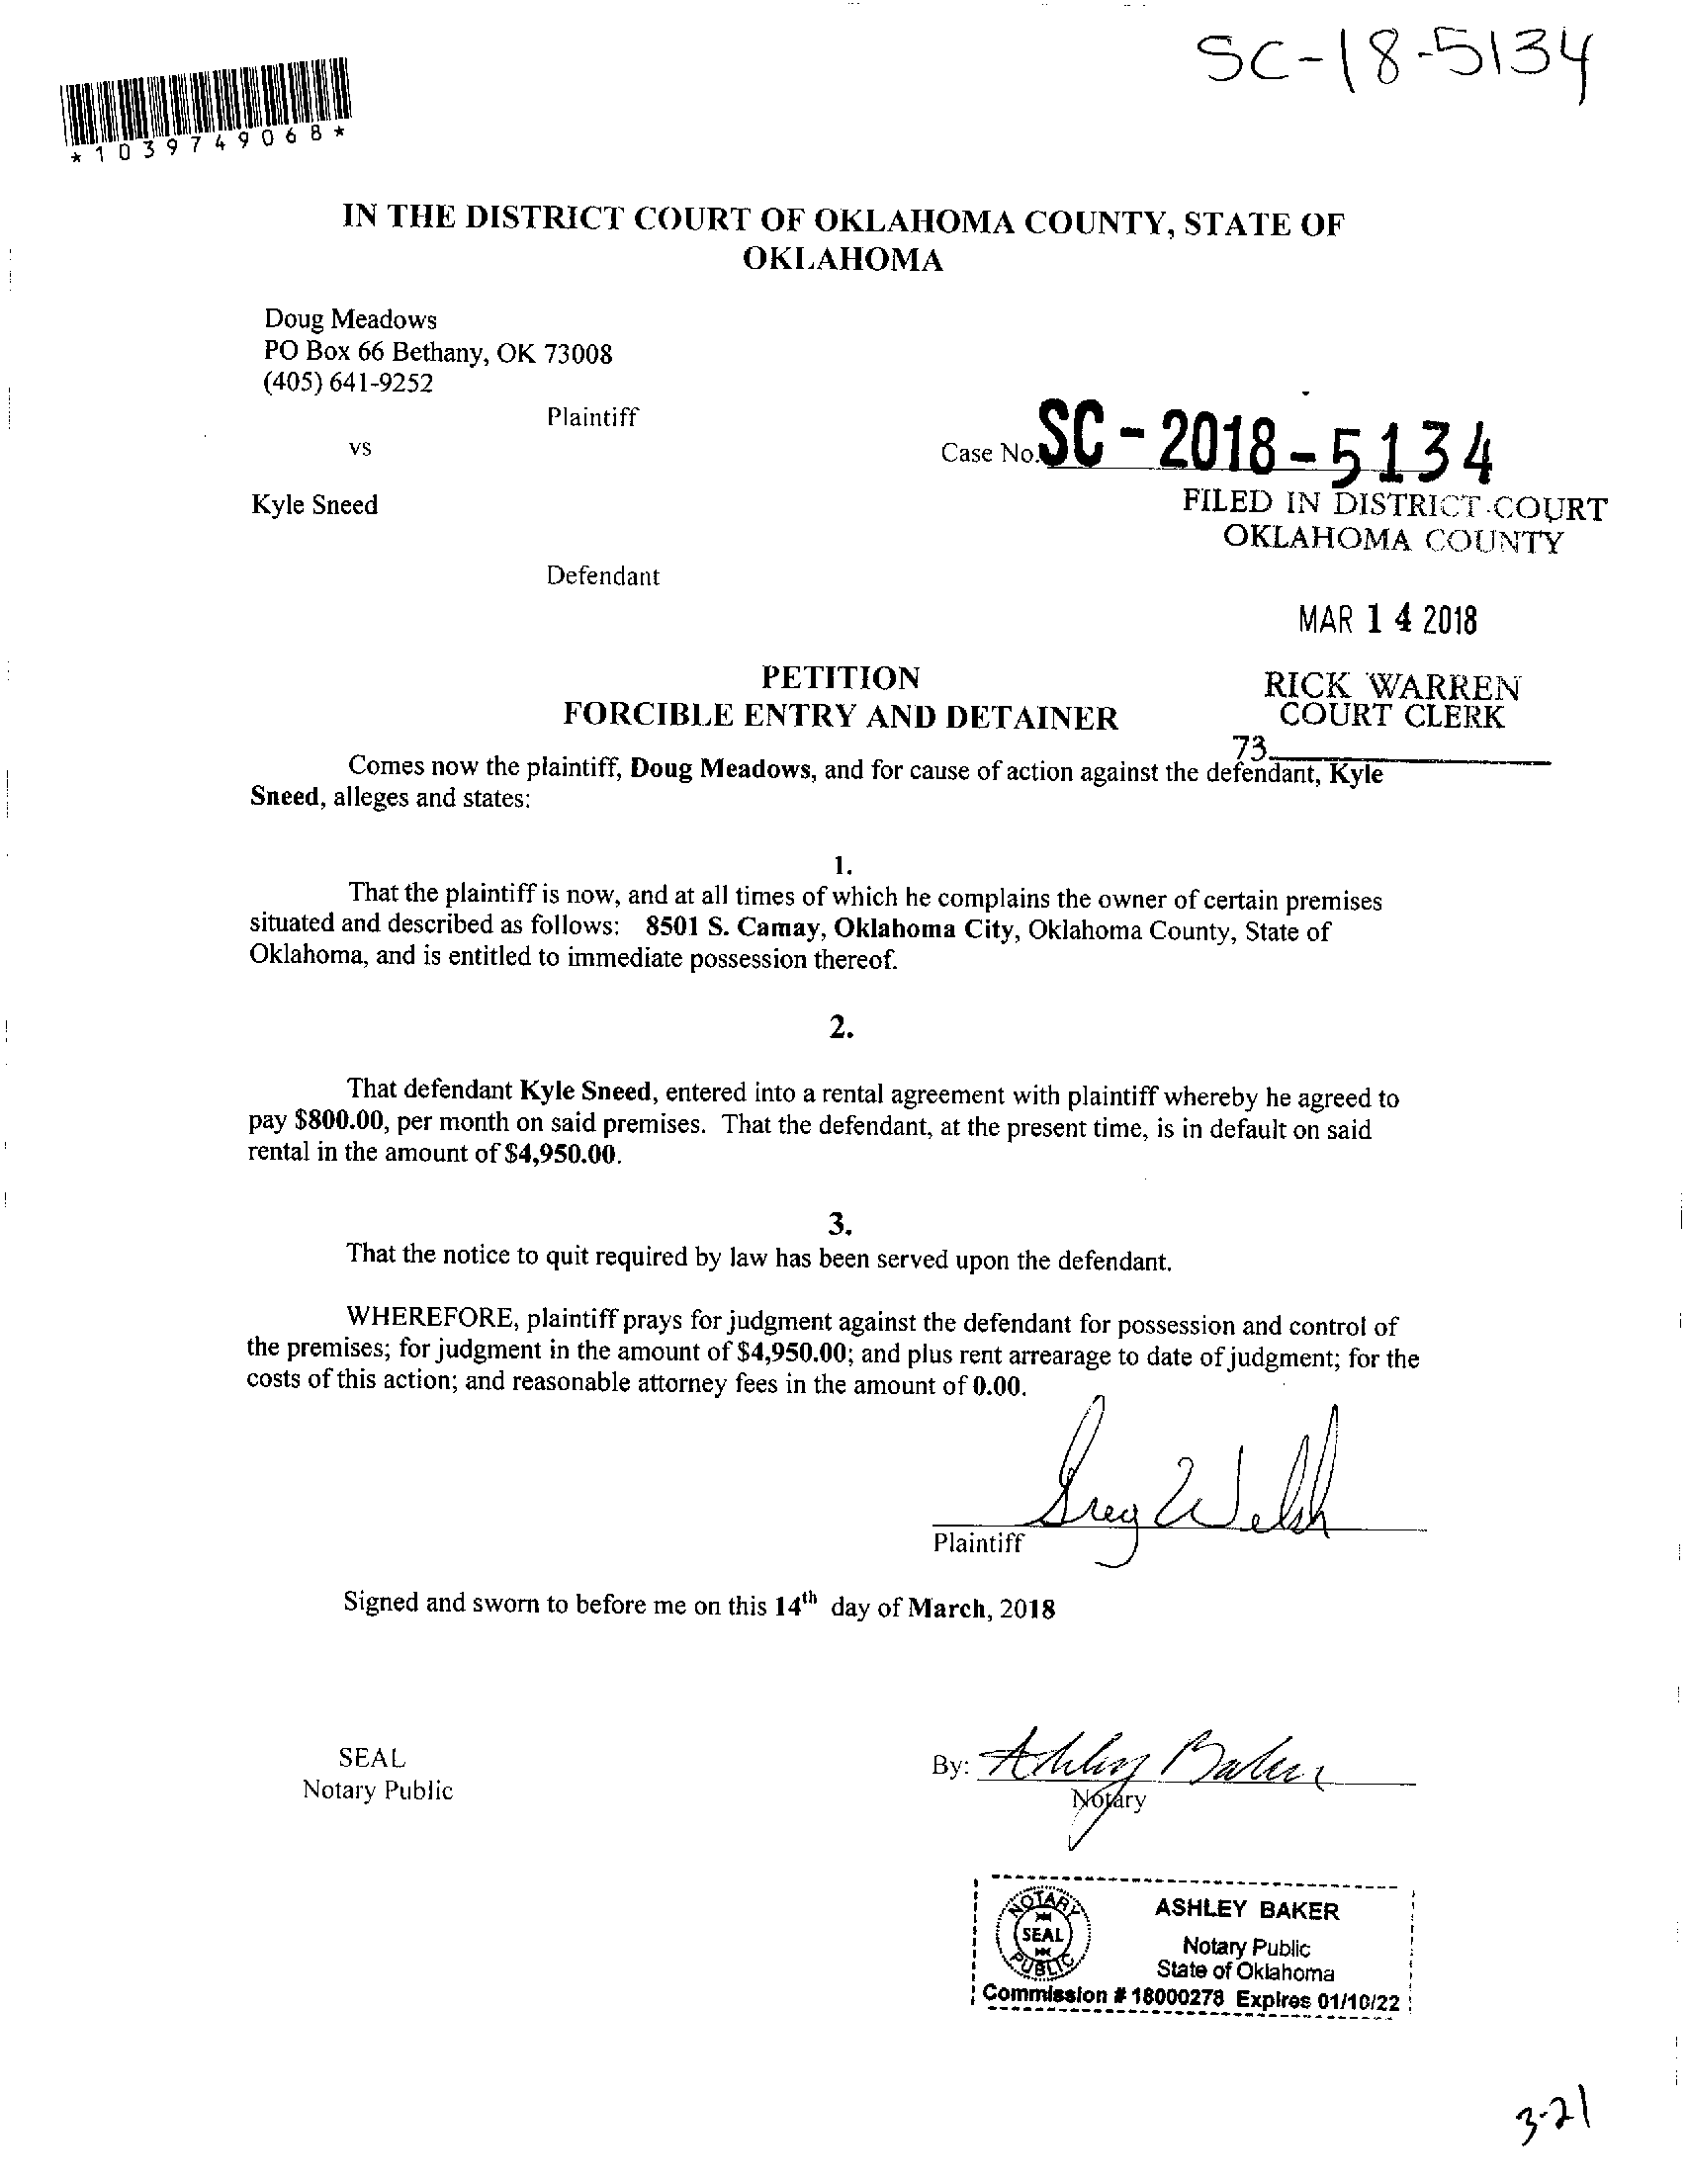 SC-18-5134
*1039749068*
IN THE DISTRICT COURT OF OKLAHOMA COUNTY, STATE OF
OKLAHOMA
Doug Meadows
PO Box 66 Bethany, OK 73008
(405) 641-9252
Plaintiff
vs
Case No. SC-2018-5134
Kyle Sneed
FILED IN DISTRICT COURT
OKLAHOMA COUNTY
Defendant
MAR 14 2018
PETITION
RICK WARREN
FORCIBLE ENTRY AND DETAINER
COURT CLERK
73
Comes now the plaintiff, Doug Meadows, and for cause of action against the defendant, Kyle
Sneed, alleges and states:
1.
That the plaintiff is now, and at all times of which he complains the owner of certain premises
situated and described as follows: 8501 S. Camay, Oklahoma City, Oklahoma County, State of
Oklahoma, and is entitled to immediate possession thereof.
2.
That defendant Kyle Sneed, entered into a rental agreement with plaintiff whereby he agreed to
pay $800.00, per month on said premises. That the defendant, at the present time, is in default on said
rental in the amount of $4,950.00.
3.
That the notice to quit required by law has been served upon the defendant.
WHEREFORE, plaintiff prays for judgment against the defendant for possession and control of
the premises; for judgment in the amount of $4,950.00; and plus rent arrearage to date of judgment; for the
costs of this action; and reasonable attorney fees in the amount of 0.00.
Greg Welsh
Plaintiff
Signed and sworn to before me on this 14th day of March, 2018
SEAL
Notary Public
By: Ashley Baker
Notary
NOTARY
SEAL
PUBLIC
ASHLEY BAKER
Notary Public
State of Oklahoma
Commission # 18000278 Expires 01/10/22
3-21